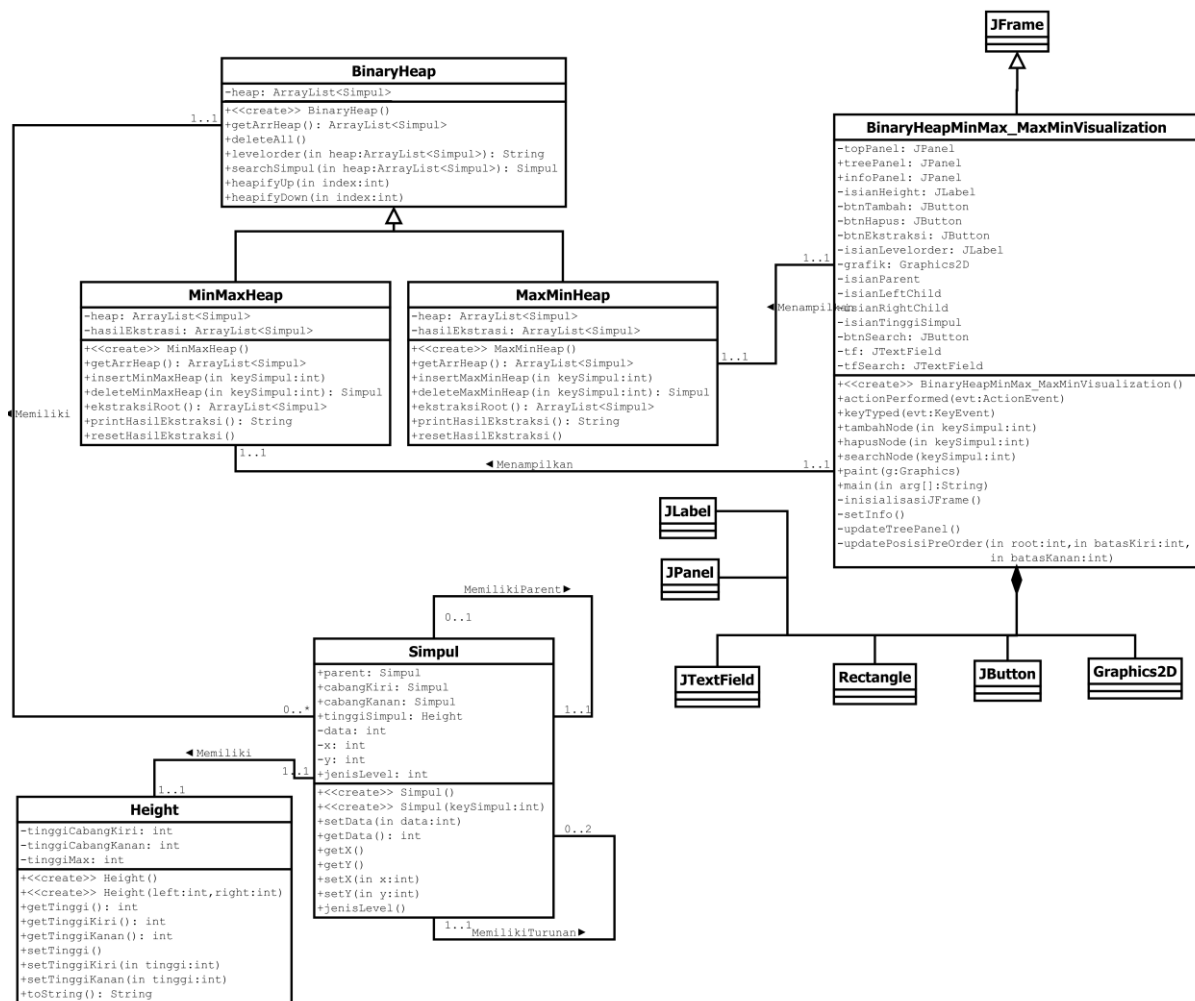 JFrame
BinaryHeap
-heap: ArrayList<Simpul>
+<<create>> BinaryHeap()
+getArrHeap(): ArrayList<Simpul>
+deleteAll()
+levelorder(in heap:ArrayList<Simpul>): String
+searchSimpul(in heap:ArrayList<Simpul>): Simpul
+heapifyUp(in index:int)
+heapifyDown(in index:int)
1..1
BinaryHeapMinMax_MaxMinVisualization
-topPanel: JPanel
+treePanel: JPanel
+infoPanel: JPanel
-isianHeight: JLabel
-btnTambah: JButton
-btnHapus: JButton
-btnEkstraksi: JButton
-isianLevelorder: JLabel
-grafik: Graphics2D
-isianParent
-isianLeftChild
-isianRightChild
-isianTinggiSimpul
-btnSearch: JButton
-tf: JTextField
-tfSearch: JTextField
+<<create>> BinaryHeapMinMax_MaxMinVisualization()
+actionPerformed(evt:ActionEvent)
+keyTyped(evt:KeyEvent)
+tambahNode(in keySimpul:int)
+hapusNode(in keySimpul:int)
+searchNode(keySimpul:int)
+paint(g:Graphics)
+main(in arg[]:String)
-inisialisasiJFrame()
-setInfo()
-updateTreePanel()
-updatePosisiPreOrder(in root:int,in batasKiri:int,
in batasKanan:int)
1..1
Menampilkan
1..1
MinMaxHeap
-heap: ArrayList<Simpul>
-hasilEkstrasi: ArrayList<Simpul>
+<<create>> MinMaxHeap()
+getArrHeap(): ArrayList<Simpul>
+insertMinMaxHeap(in keySimpul:int)
+deleteMinMaxHeap(in keySimpul:int): Simpul
+ekstraksiRoot(): ArrayList<Simpul>
+printHasilEkstraksi(): String
+resetHasilEkstraksi()
MaxMinHeap
-heap: ArrayList<Simpul>
-hasilEkstrasi: ArrayList<Simpul>
+<<create>> MaxMinHeap()
+getArrHeap(): ArrayList<Simpul>
+insertMaxMinHeap(in keySimpul:int)
+deleteMaxMinHeap(in keySimpul:int): Simpul
+ekstraksiRoot(): ArrayList<Simpul>
+printHasilEkstraksi(): String
+resetHasilEkstraksi()
Memiliki
1..1
Menampilkan
1..1
JLabel
JPanel
JTextField
Rectangle
JButton
Graphics2D
MemilikiParent
0..1
1..1
Simpul
+parent: Simpul
+cabangKiri: Simpul
+cabangKanan: Simpul
+tinggiSimpul: Height
-data: int
-x: int
-y: int
+jenisLevel: int
+<<create>> Simpul()
+<<create>> Simpul(keySimpul:int)
+setData(in data:int)
+getData(): int
+getX()
+getY()
+setX(in x:int)
+setY(in y:int)
+jenisLevel()
0..*
Memiliki
1..1
1..1
0..2
1..1
MemilikiTurunan
Height
-tinggiCabangKiri: int
-tinggiCabangKanan: int
-tinggiMax: int
+<<create>> Height()
+<<create>> Height(left:int,right:int)
+getTinggi(): int
+getTinggiKiri(): int
+getTinggiKanan(): int
+setTinggi()
+setTinggiKiri(in tinggi:int)
+setTinggiKanan(in tinggi:int)
+toString(): String